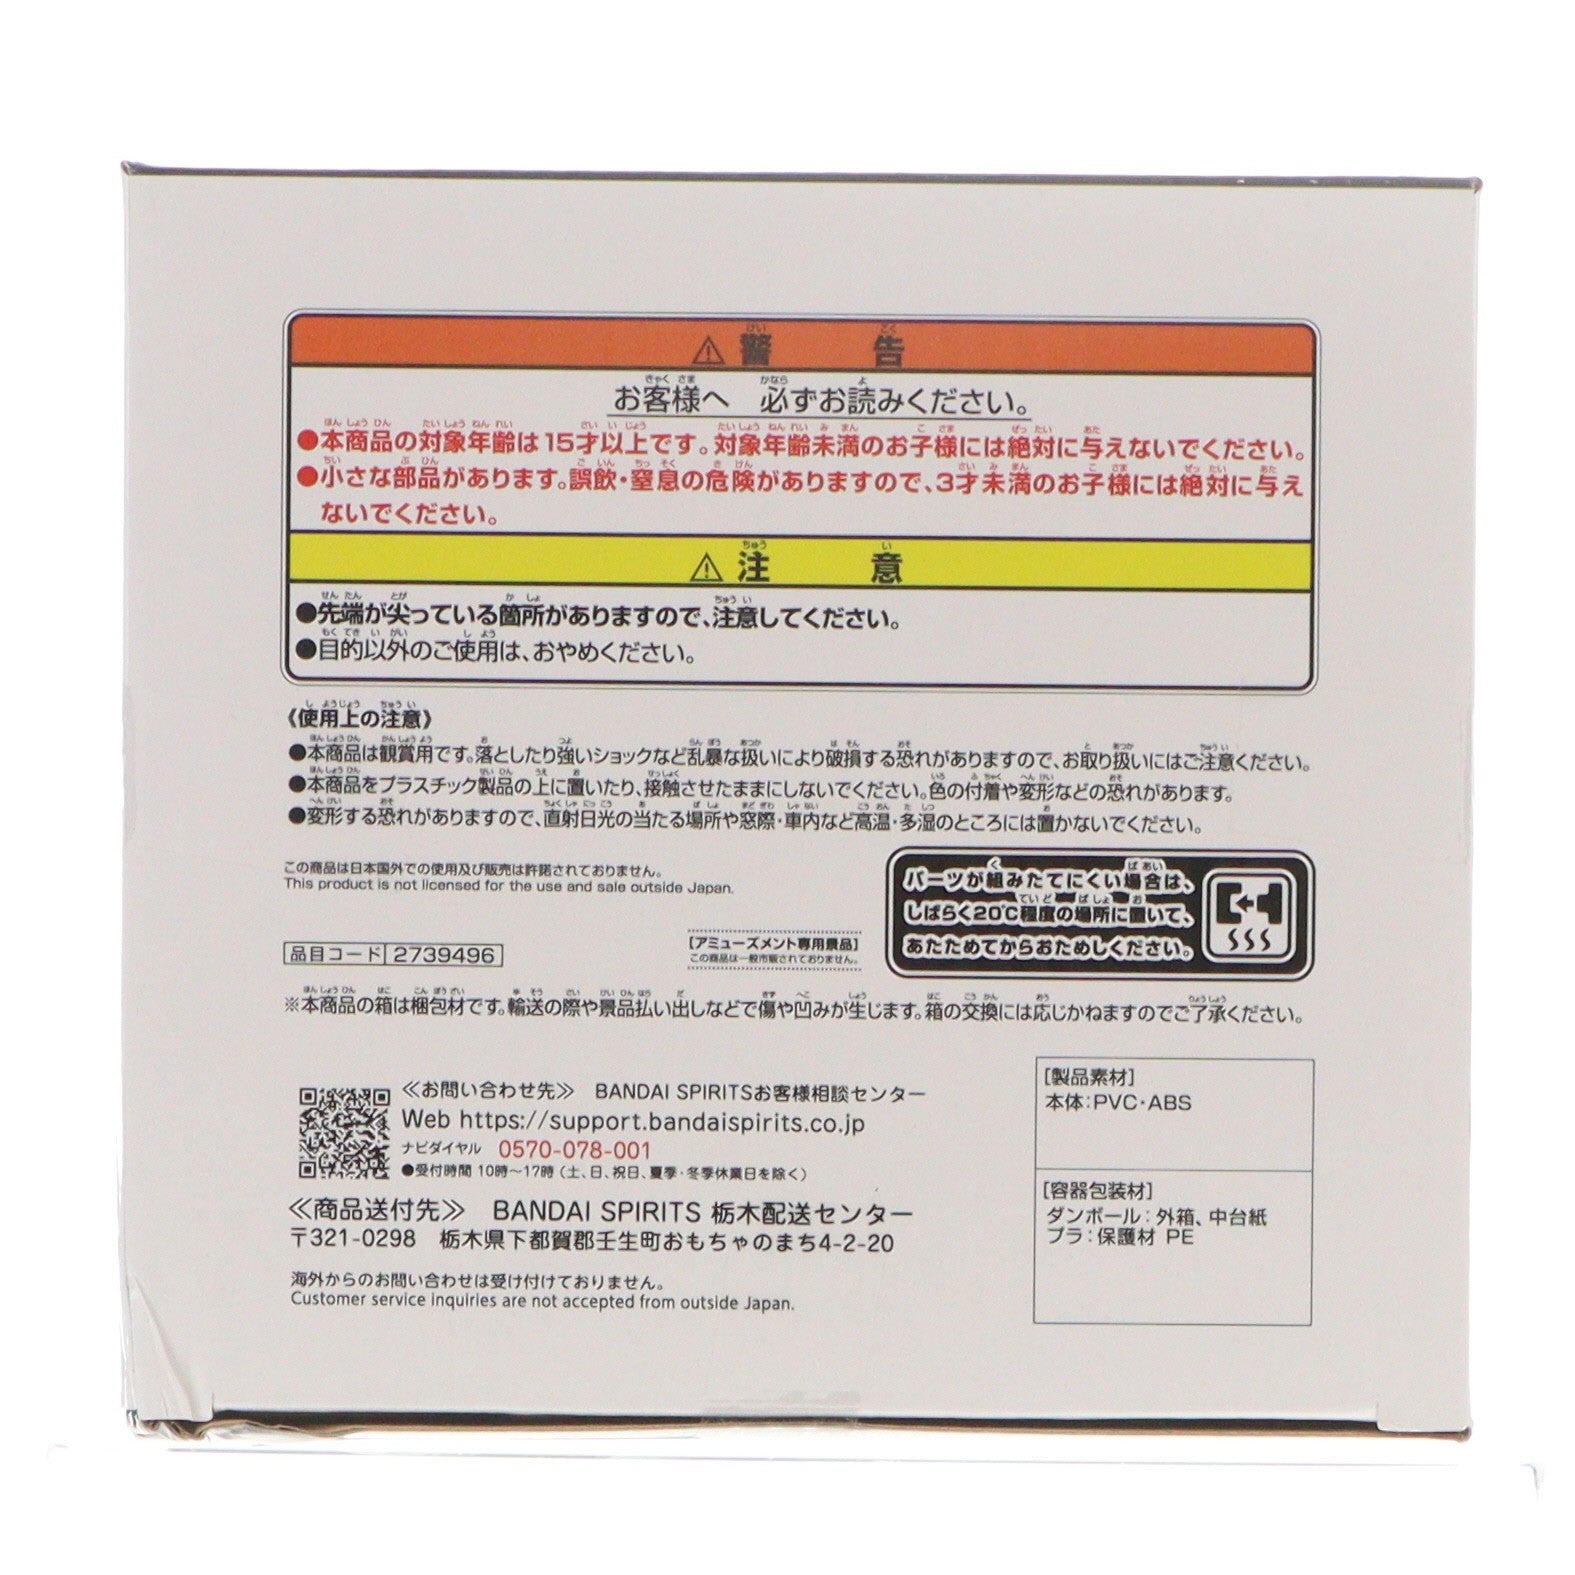 ⚠警告
お客様へ 必ずお読みください。
●本商品の対象年齢は15才以上です。対象年齢未満のお子様には絶対に与えないでください。
●小さな部品があります。誤飲・窒息の危険がありますので、3才未満のお子様には絶対に与え
ないでください。
⚠注意
●先端が尖っている箇所がありますので、注意してください。
●目的以外のご使用は、おやめください。
《使用上の注意》
●本商品は観賞用です。落としたり強いショックなど乱暴な扱いにより破損する恐れがありますので、お取り扱いにはご注意ください。
●本商品をプラスチック製品の上に置いたり、接触させたままにしないでください。色の付着や変形などの恐れがあります。
●変形する恐れがありますので、直射日光の当たる場所や窓際・車内など高温・多湿のところには置かないでください。
この商品は日本国外での使用及び販売は許諾されておりません。
This product is not licensed for the use and sale outside Japan.
パーツが組みたてにくい場合は、
しばらく20℃程度の場所に置いて、
あたためてからおためしください。
品目コード 2739496
[アミューズメント専用景品]
この商品は一般市販されておりません。
※本商品の箱は梱包材です。輸送の際や景品払い出しなどで傷や凹みが生じます。箱の交換には応じかねますのでご了承ください。
≪お問い合わせ先≫ BANDAI SPIRITSお客様相談センター
Web https://support.bandaispirits.co.jp
ナビダイヤル 0570-078-001
●受付時間 10時～17時（土、日、祝日、夏季・冬季休業日を除く）
≪商品送付先≫ BANDAI SPIRITS 栃木配送センター
〒321-0298 栃木県下都賀郡壬生町おもちゃのまち4-2-20
海外からのお問い合わせは受け付けておりません。
Customer service inquiries are not accepted from outside Japan.
[製品素材]
本体：PVC・ABS
[容器包装材]
ダンボール：外箱、中台紙
プラ：保護材 PE